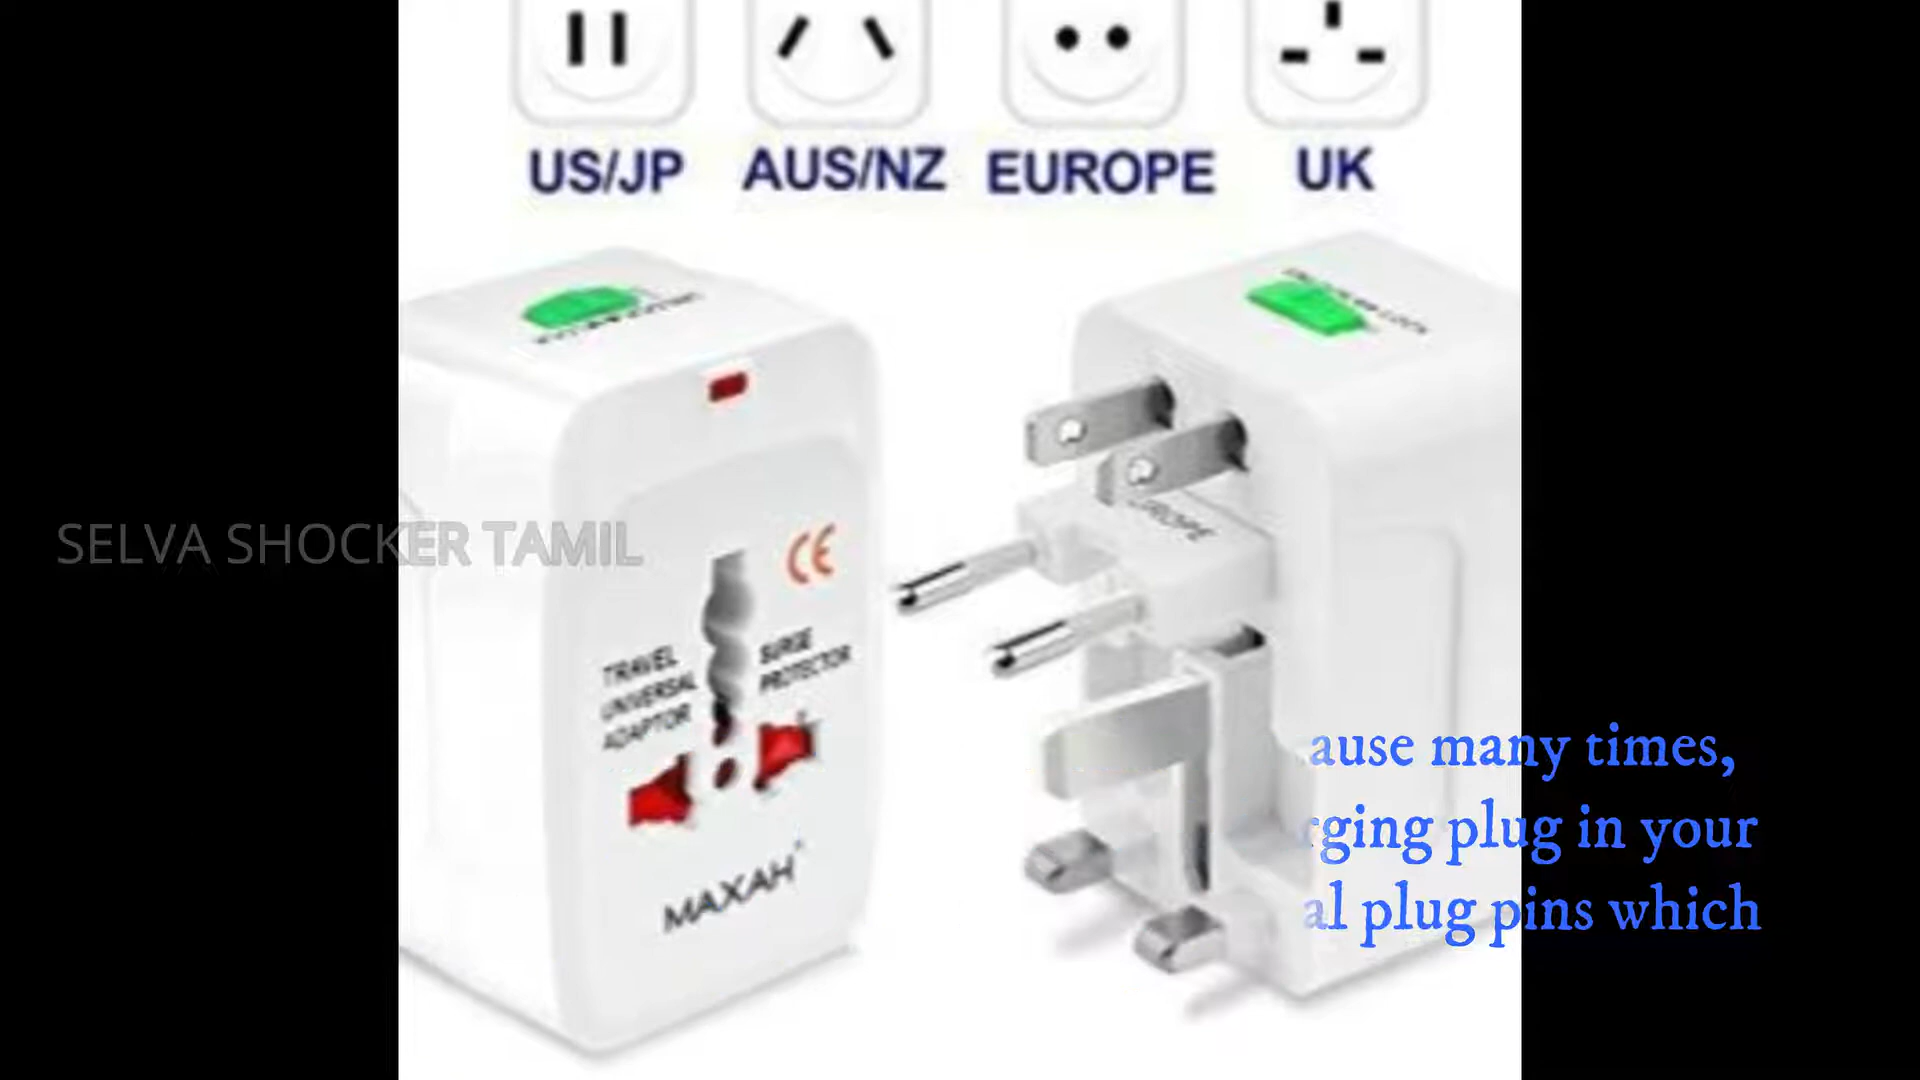 US/JP AUS/NZ EUROPE UK
SELVA SHOCKER TAMIL
CE
TRAVEL
UNIVERSAL
ADAPTOR
SURGE
PROTECTOR
MAXAH
EUROPE
LOCK
ause many times,
rging plug in your
al plug pins which